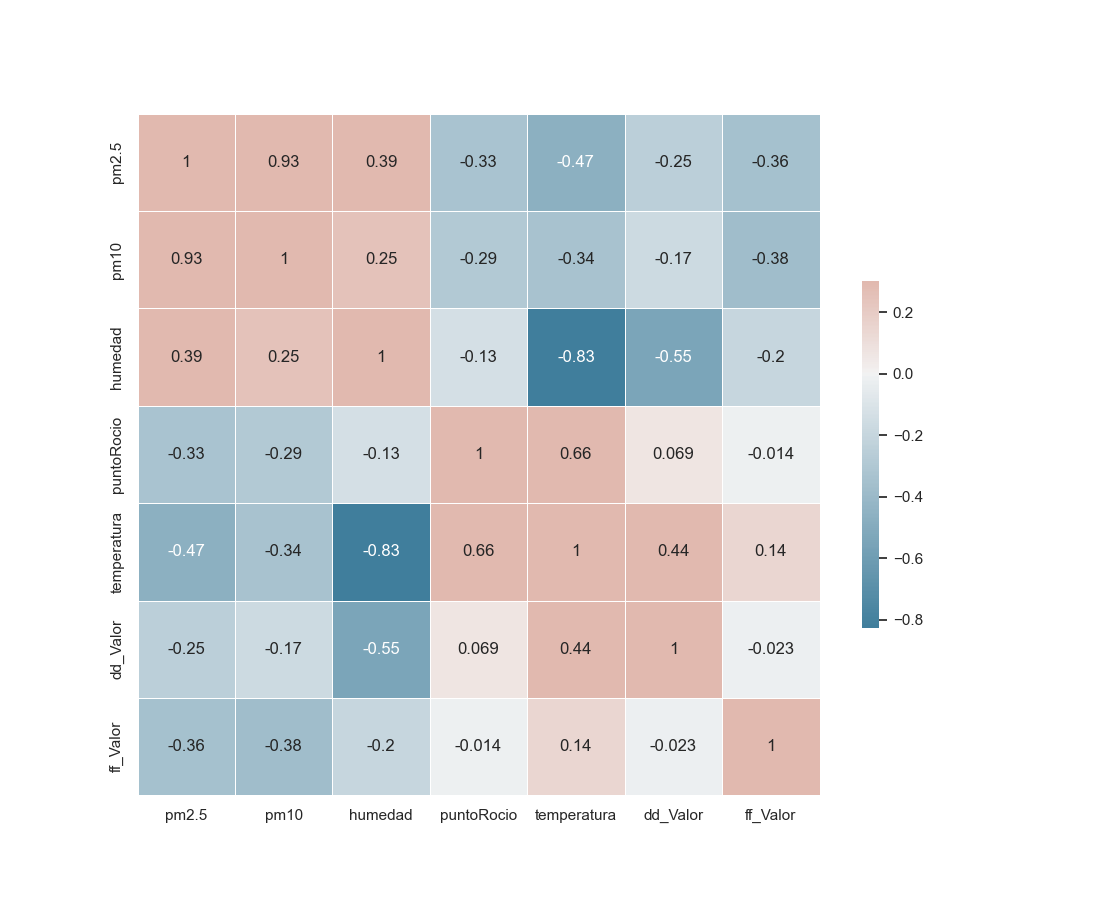 pm2.5 1 0.93 0.39 -0.33 -0.47 -0.25 -0.36
pm10 0.93 1 0.25 -0.29 -0.34 -0.17 -0.38
humedad 0.39 0.25 1 -0.13 -0.83 -0.55 -0.2
puntoRocio -0.33 -0.29 -0.13 1 0.66 0.069 -0.014
temperatura -0.47 -0.34 -0.83 0.66 1 0.44 0.14
dd_Valor -0.25 -0.17 -0.55 0.069 0.44 1 -0.023
ff_Valor -0.36 -0.38 -0.2 -0.014 0.14 -0.023 1
pm2.5 pm10 humedad puntoRocio temperatura dd_Valor ff_Valor
0.2
0.0
−0.2
−0.4
−0.6
−0.8